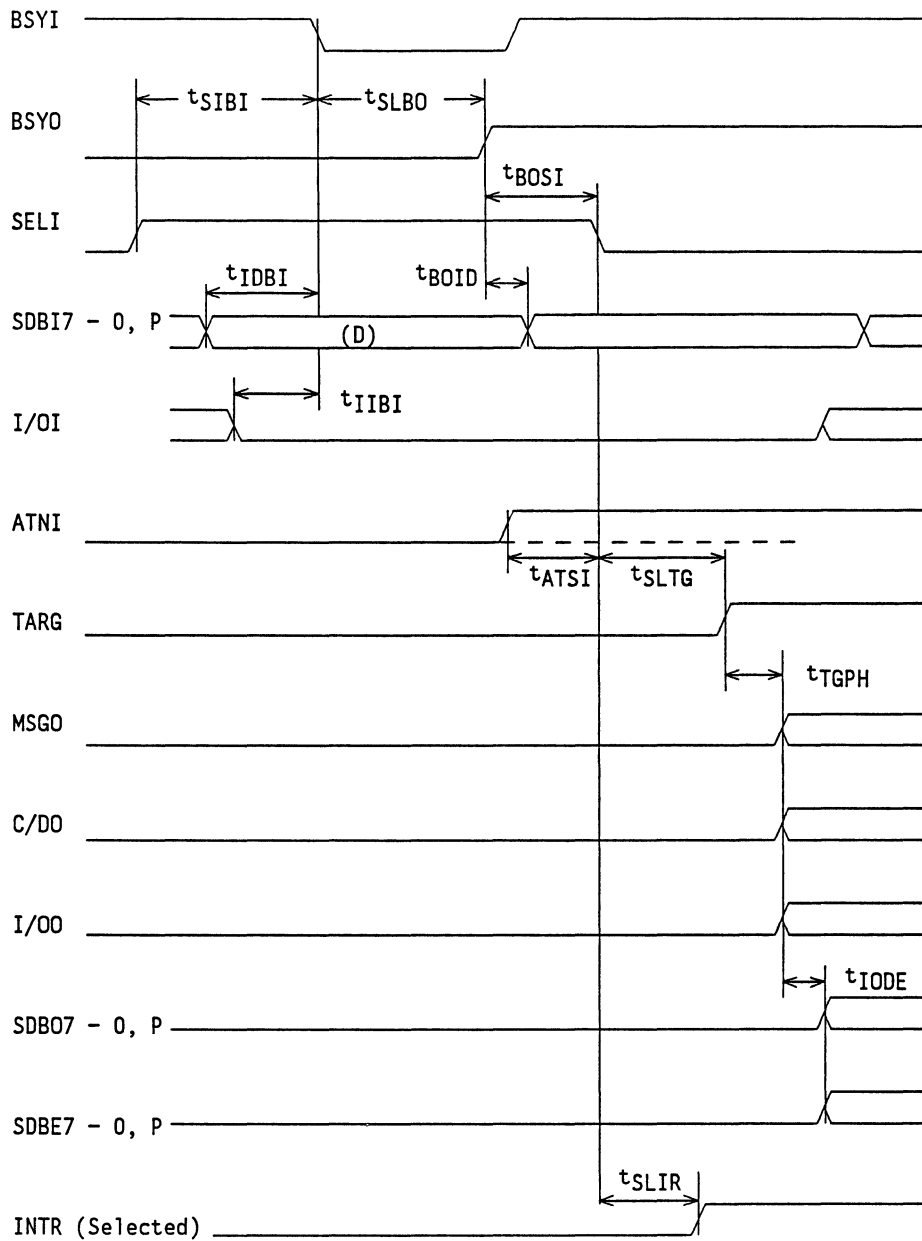 BSYI
tSIBI
tSLBO
BSYO
tBOSI
SELI
tIDBI
tBOID
SDBI7 - 0, P
(D)
tIIBI
I/OI
ATNI
tATSI
tSLTG
TARG
tTGPH
MSGO
C/DO
I/OO
tIODE
SDBO7 - 0, P
SDBE7 - 0, P
tSLIR
INTR (Selected)